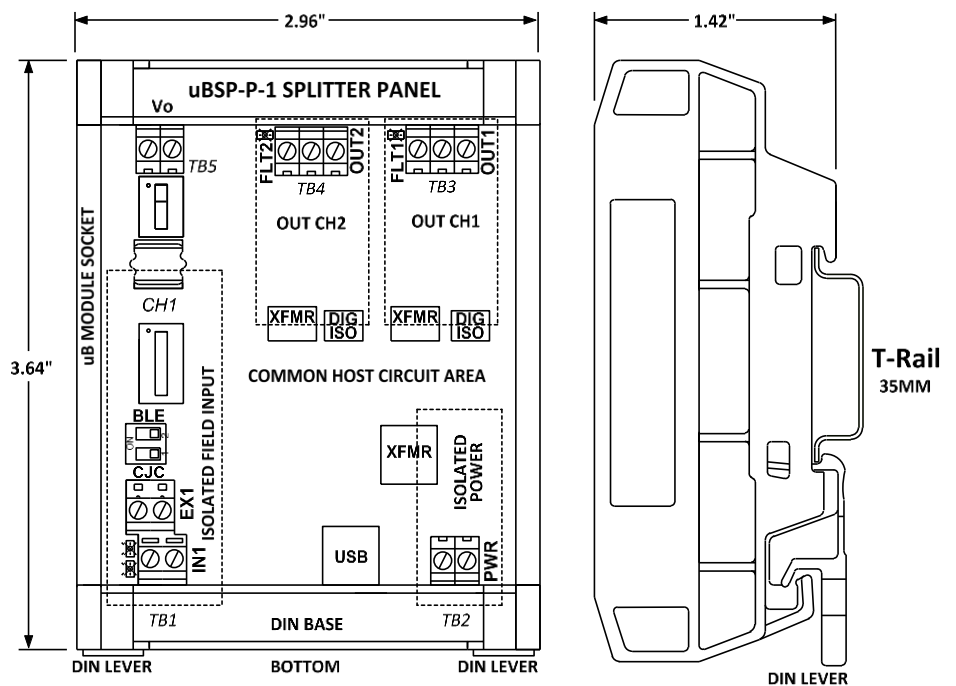 2.96"
1.42"
uBSP-P-1 SPLITTER PANEL
Vo
TB5
FLT2
OUT2
TB4
FLT1
OUT1
TB3
OUT CH2
OUT CH1
uB MODULE SOCKET
CH1
XFMR
DIG
ISO
XFMR
DIG
ISO
3.64"
COMMON HOST CIRCUIT AREA
T-Rail
35MM
BLE
ON
1
2
CJC
ISOLATED FIELD INPUT
XFMR
ISOLATED
POWER
EX1
IN1
USB
PWR
TB1
DIN BASE
TB2
DIN LEVER
BOTTOM
DIN LEVER
DIN LEVER